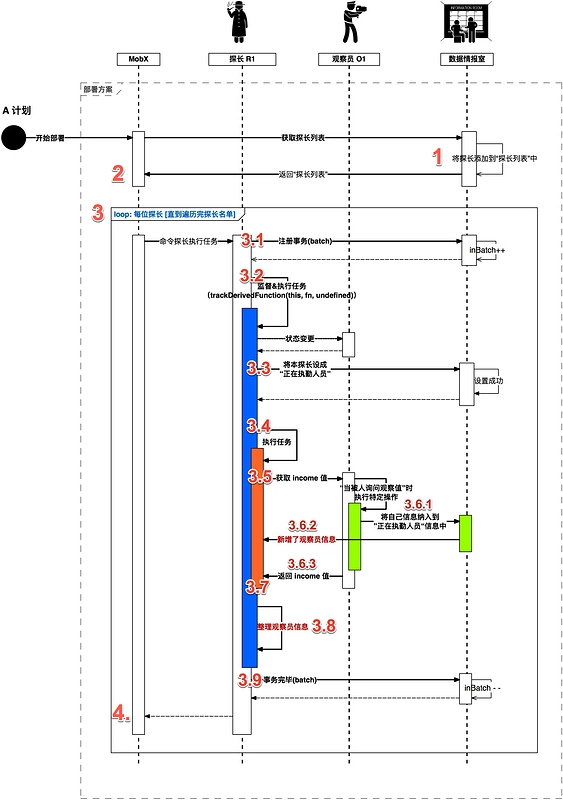 INFORMATION ROOM
MobX
探长 R1
观察员 O1
数据情报室
部署方案
A 计划
开始部署
获取探长列表
1
将探长添加到“探长列表”中
2
返回“探长列表”
3
loop: 每位探长 [直到遍历完探长名单]
命令探长执行任务
3.1
注册事务(batch)
inBatch++
3.2
监督&执行任务
(trackDerivedFunction(this, fn, undefined))
状态变更
3.3
将本探长设成
“正在执勤人员”
设置成功
3.4
执行任务
3.5
获取 income 值
“当被人询问观察值”时
执行特定操作
3.6.1
将自己信息纳入到
“正在执勤人员”信息中
3.6.2
新增了观察员信息
3.6.3
返回 income 值
3.7
整理观察员信息
3.8
3.9
事务完毕(batch)
inBatch - -
4.